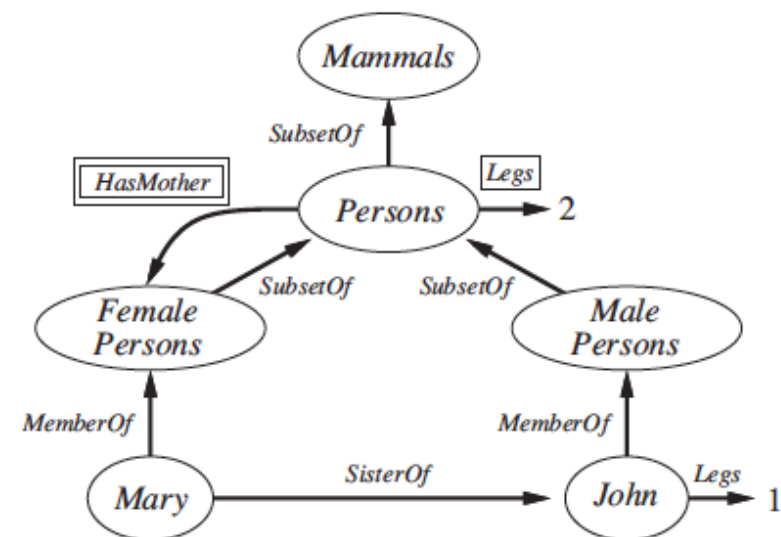 Mammals
SubsetOf
HasMother
Legs
Persons
2
SubsetOf
SubsetOf
Female
Persons
Male
Persons
MemberOf
MemberOf
SisterOf
Legs
Mary
John
1